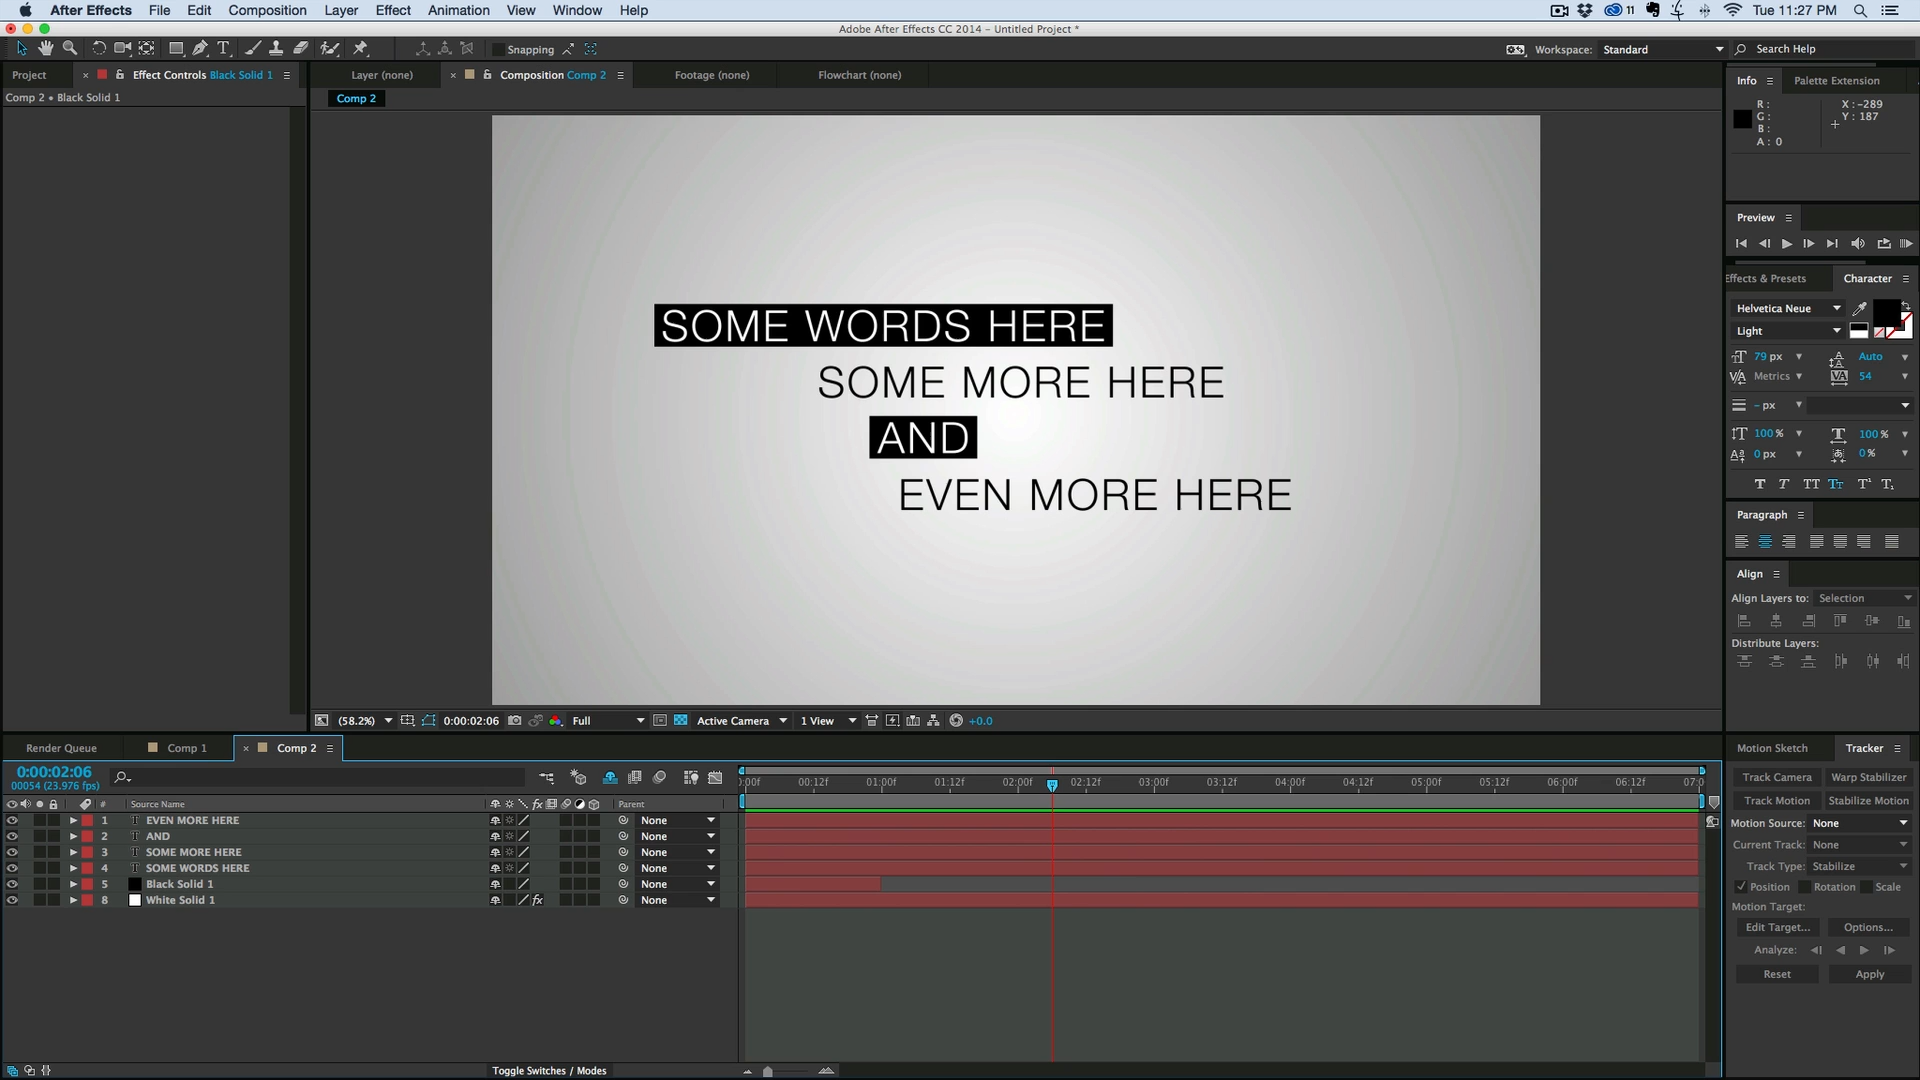 After Effects File Edit Composition Layer Effect Animation View Window Help
11 Tue 11:27 PM
Adobe After Effects CC 2014 – Untitled Project *
Snapping
Workspace: Standard
Search Help
Project
Effect Controls Black Solid 1
Layer (none)
Composition Comp 2
Footage (none)
Flowchart (none)
Comp 2 • Black Solid 1
Comp 2
Info
Palette Extension
R :
G :
B :
A : 0
X : -289
Y : 187
SOME WORDS HERE
SOME MORE HERE
AND
EVEN MORE HERE
Preview
Effects & Presets
Character
Helvetica Neue
Light
79 px
Auto
Metrics
54
- px
100 %
100 %
0 px
0 %
Paragraph
Align
Align Layers to: Selection
Distribute Layers:
(58.2%)
0:00:02:06
Full
Active Camera
1 View
+0.0
Render Queue
Comp 1
Comp 2
0:00:02:06
00054 (23.976 fps)
# Source Name
fx
Parent
1 EVEN MORE HERE None
2 AND None
3 SOME MORE HERE None
4 SOME WORDS HERE None
5 Black Solid 1 None
8 White Solid 1 fx None
:00f 00:12f 01:00f 01:12f 02:00f 02:12f 03:00f 03:12f 04:00f 04:12f 05:00f 05:12f 06:00f 06:12f 07:0
Toggle Switches / Modes
Motion Sketch
Tracker
Track Camera
Warp Stabilizer
Track Motion
Stabilize Motion
Motion Source: None
Current Track: None
Track Type: Stabilize
Position Rotation Scale
Motion Target:
Edit Target...
Options...
Analyze:
Reset
Apply